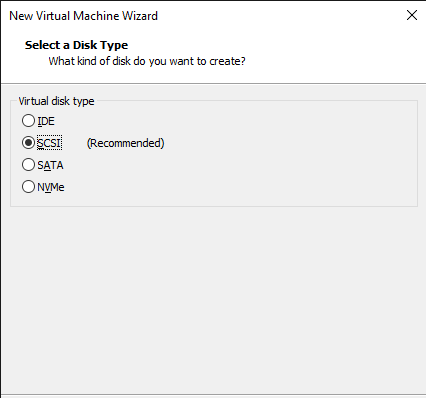 New Virtual Machine Wizard
Select a Disk Type
What kind of disk do you want to create?
Virtual disk type
IDE
SCSI (Recommended)
SATA
NVMe